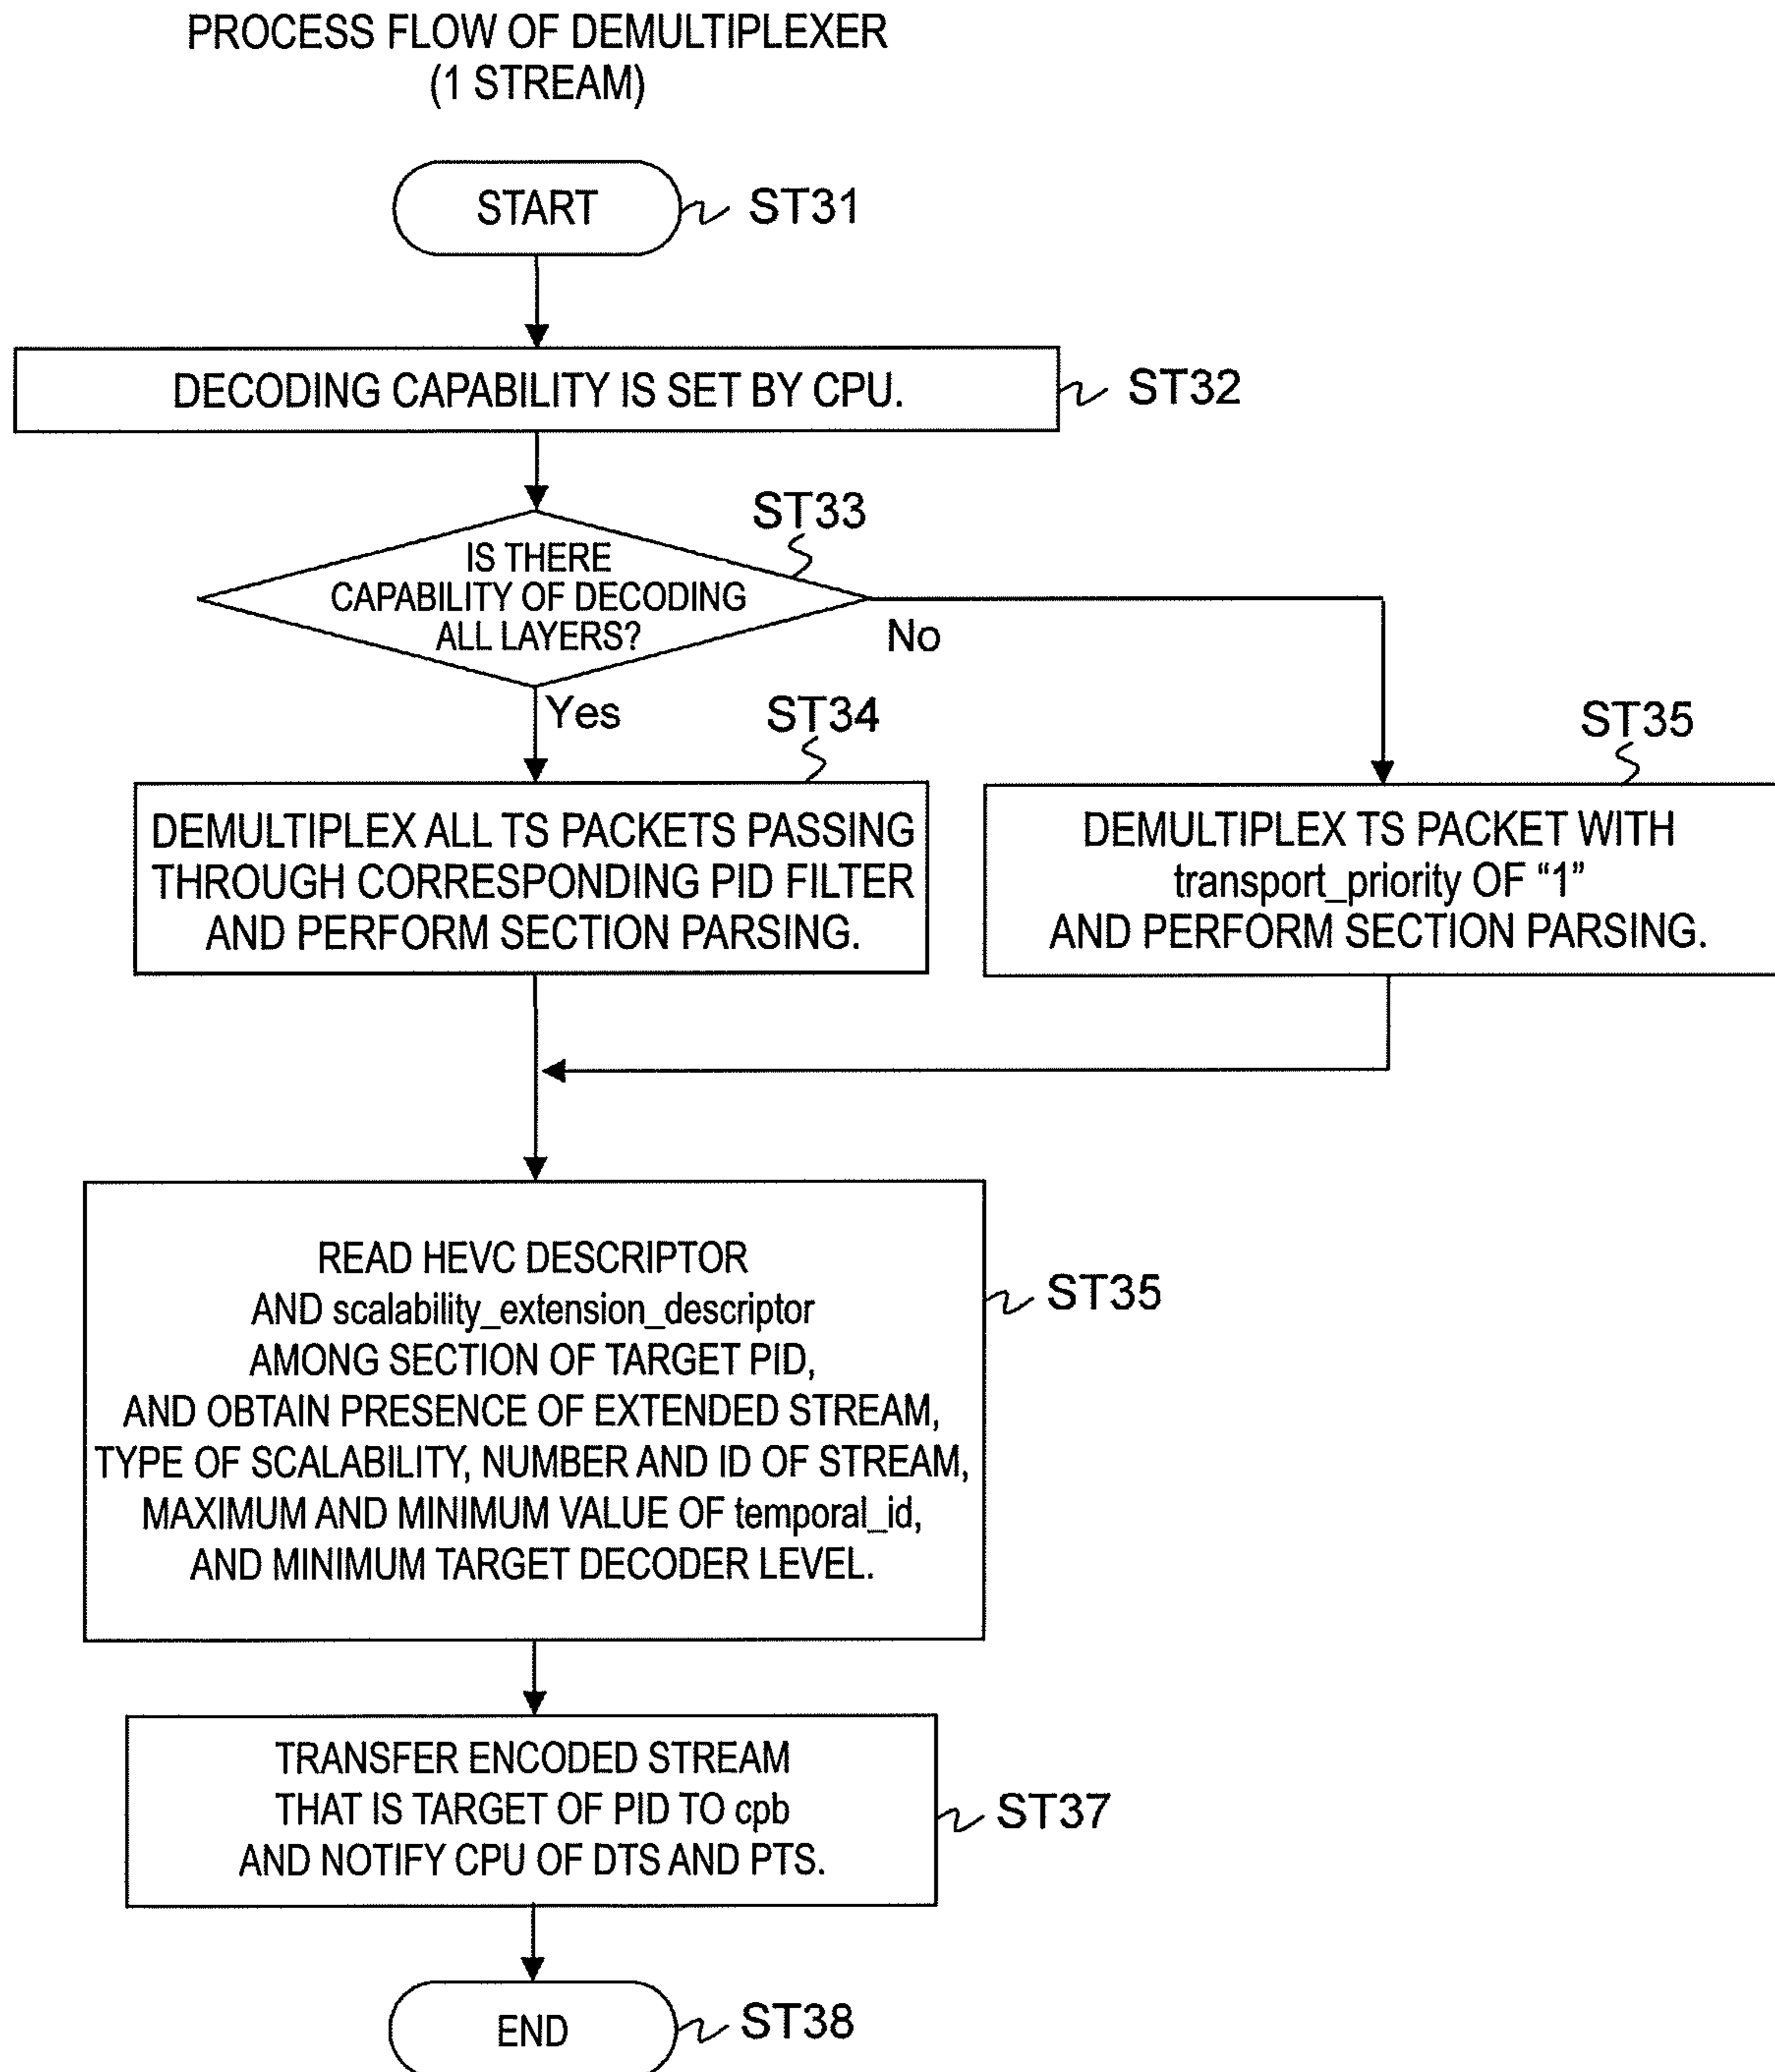 PROCESS FLOW OF DEMULTIPLEXER
(1 STREAM)
START
ST31
DECODING CAPABILITY IS SET BY CPU.
ST32
ST33
IS THERE
CAPABILITY OF DECODING
ALL LAYERS?
No
Yes
ST34
DEMULTIPLEX ALL TS PACKETS PASSING
THROUGH CORRESPONDING PID FILTER
AND PERFORM SECTION PARSING.
ST35
DEMULTIPLEX TS PACKET WITH
transport_priority OF “1”
AND PERFORM SECTION PARSING.
READ HEVC DESCRIPTOR
AND scalability_extension_descriptor
AMONG SECTION OF TARGET PID,
AND OBTAIN PRESENCE OF EXTENDED STREAM,
TYPE OF SCALABILITY, NUMBER AND ID OF STREAM,
MAXIMUM AND MINIMUM VALUE OF temporal_id,
AND MINIMUM TARGET DECODER LEVEL.
ST35
TRANSFER ENCODED STREAM
THAT IS TARGET OF PID TO cpb
AND NOTIFY CPU OF DTS AND PTS.
ST37
END
ST38